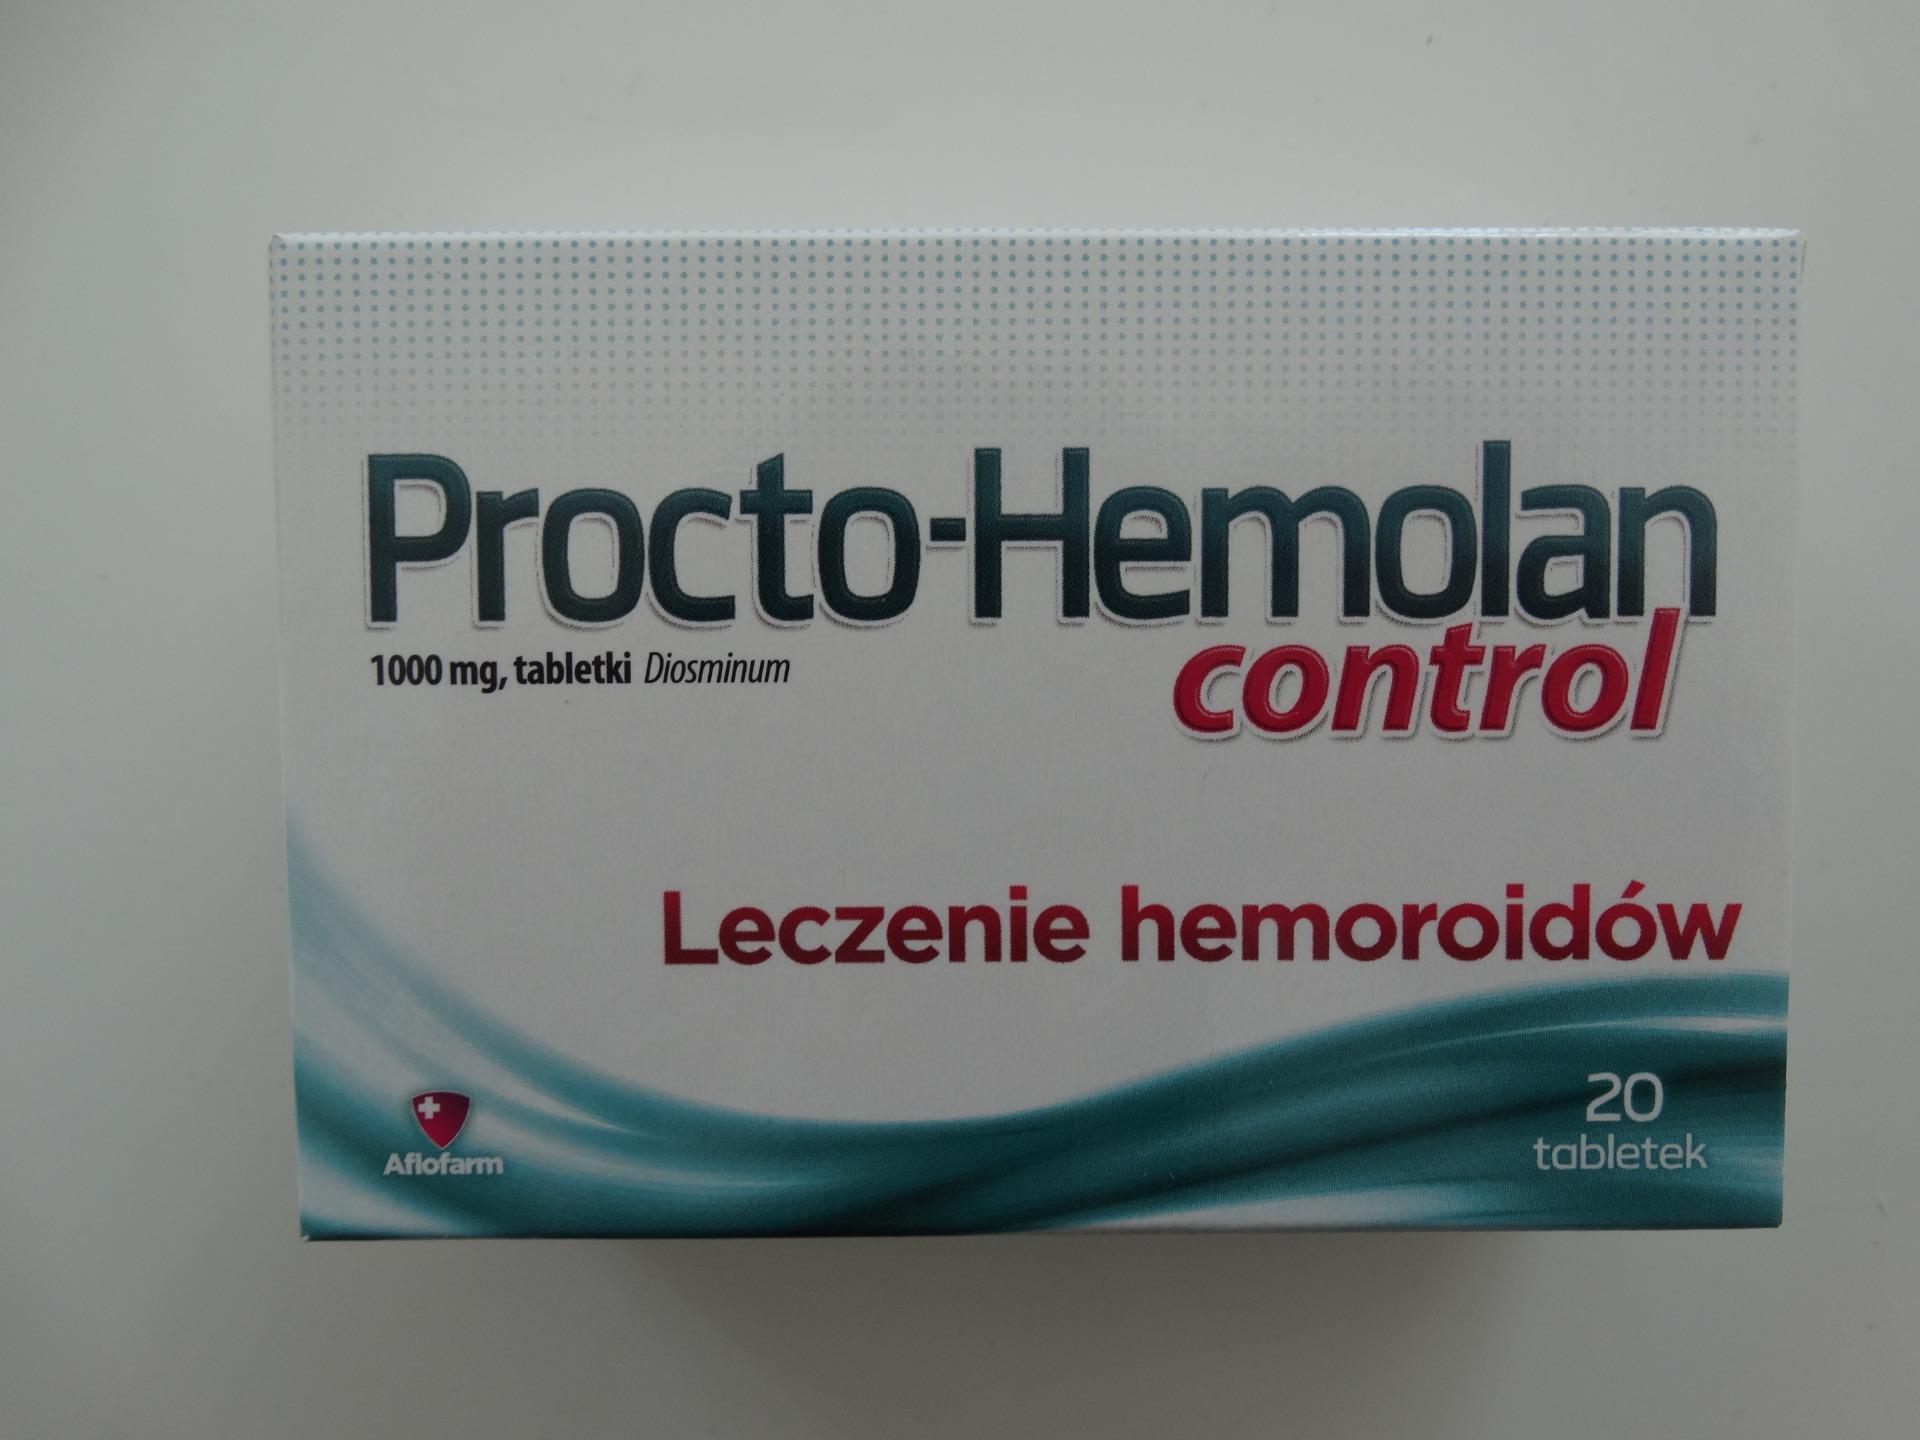 Procto-Hemolan
control
1000 mg, tabletki Diosminum
Leczenie hemoroidów
20
tabletek
Aflofarm